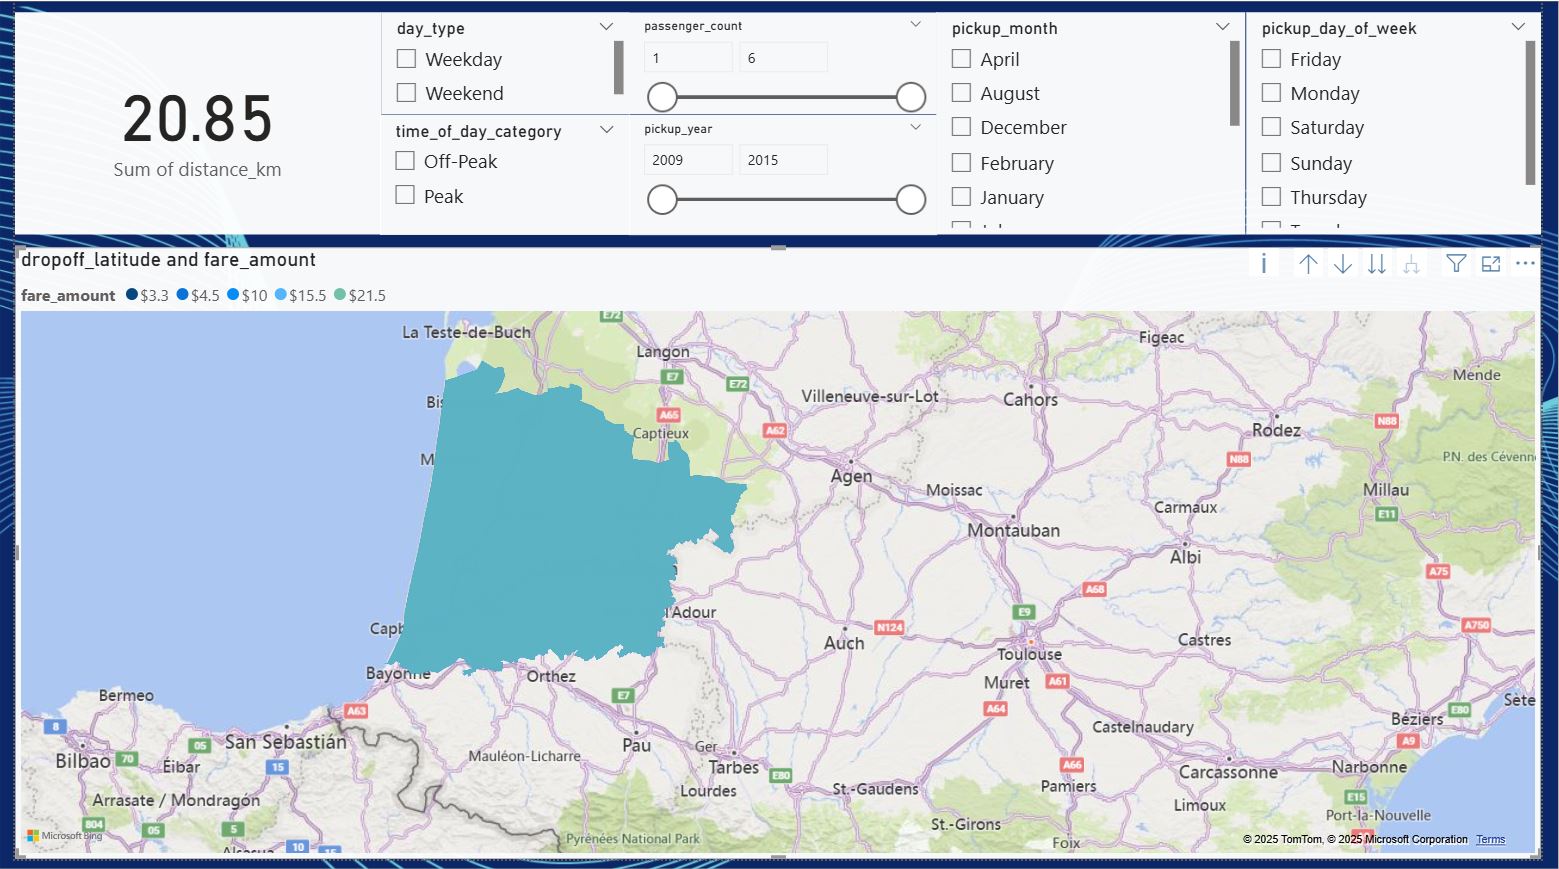 day_type
Weekday
Weekend
time_of_day_category
Off-Peak
Peak
passenger_count
1 6
pickup_year
2009 2015
pickup_month
April
August
December
February
January
pickup_day_of_week
Friday
Monday
Saturday
Sunday
Thursday
20.85
Sum of distance_km
dropoff_latitude and fare_amount
fare_amount $3.3 $4.5 $10 $15.5 $21.5
La Teste-de-Buch
E72
Langon
E7
E72
Figeac
Mende
Villeneuve-sur-Lot
Cahors
Bis
A65
Captieux
A62
Rodez
N88
N88
P.N. des Cévenn
M
Agen
Moissac
Montauban
Carmaux
Albi
Millau
E11
A75
A68
E9
l'Adour
Capb
N124
Auch
Toulouse
Castres
A750
Bayonne
Orthez
E7
Muret
A61
A64
Bermeo
A63
8
Bilbao
70
05
San Sebastián
Éibar
15
Mauléon-Licharre
Pau
Ger
Tarbes
E80
Lourdes
St.-Gaudens
Castelnaudary
A66
Pamiers
Carcassonne
Limoux
Béziers
E80
A9
Sète
Narbonne
E15
Port-la-Nouvelle
Arrasate / Mondragón
804
05
5
10
15
Pyrénées National Park
St.-Girons
Foix
Microsoft Bing
© 2025 TomTom, © 2025 Microsoft Corporation Terms